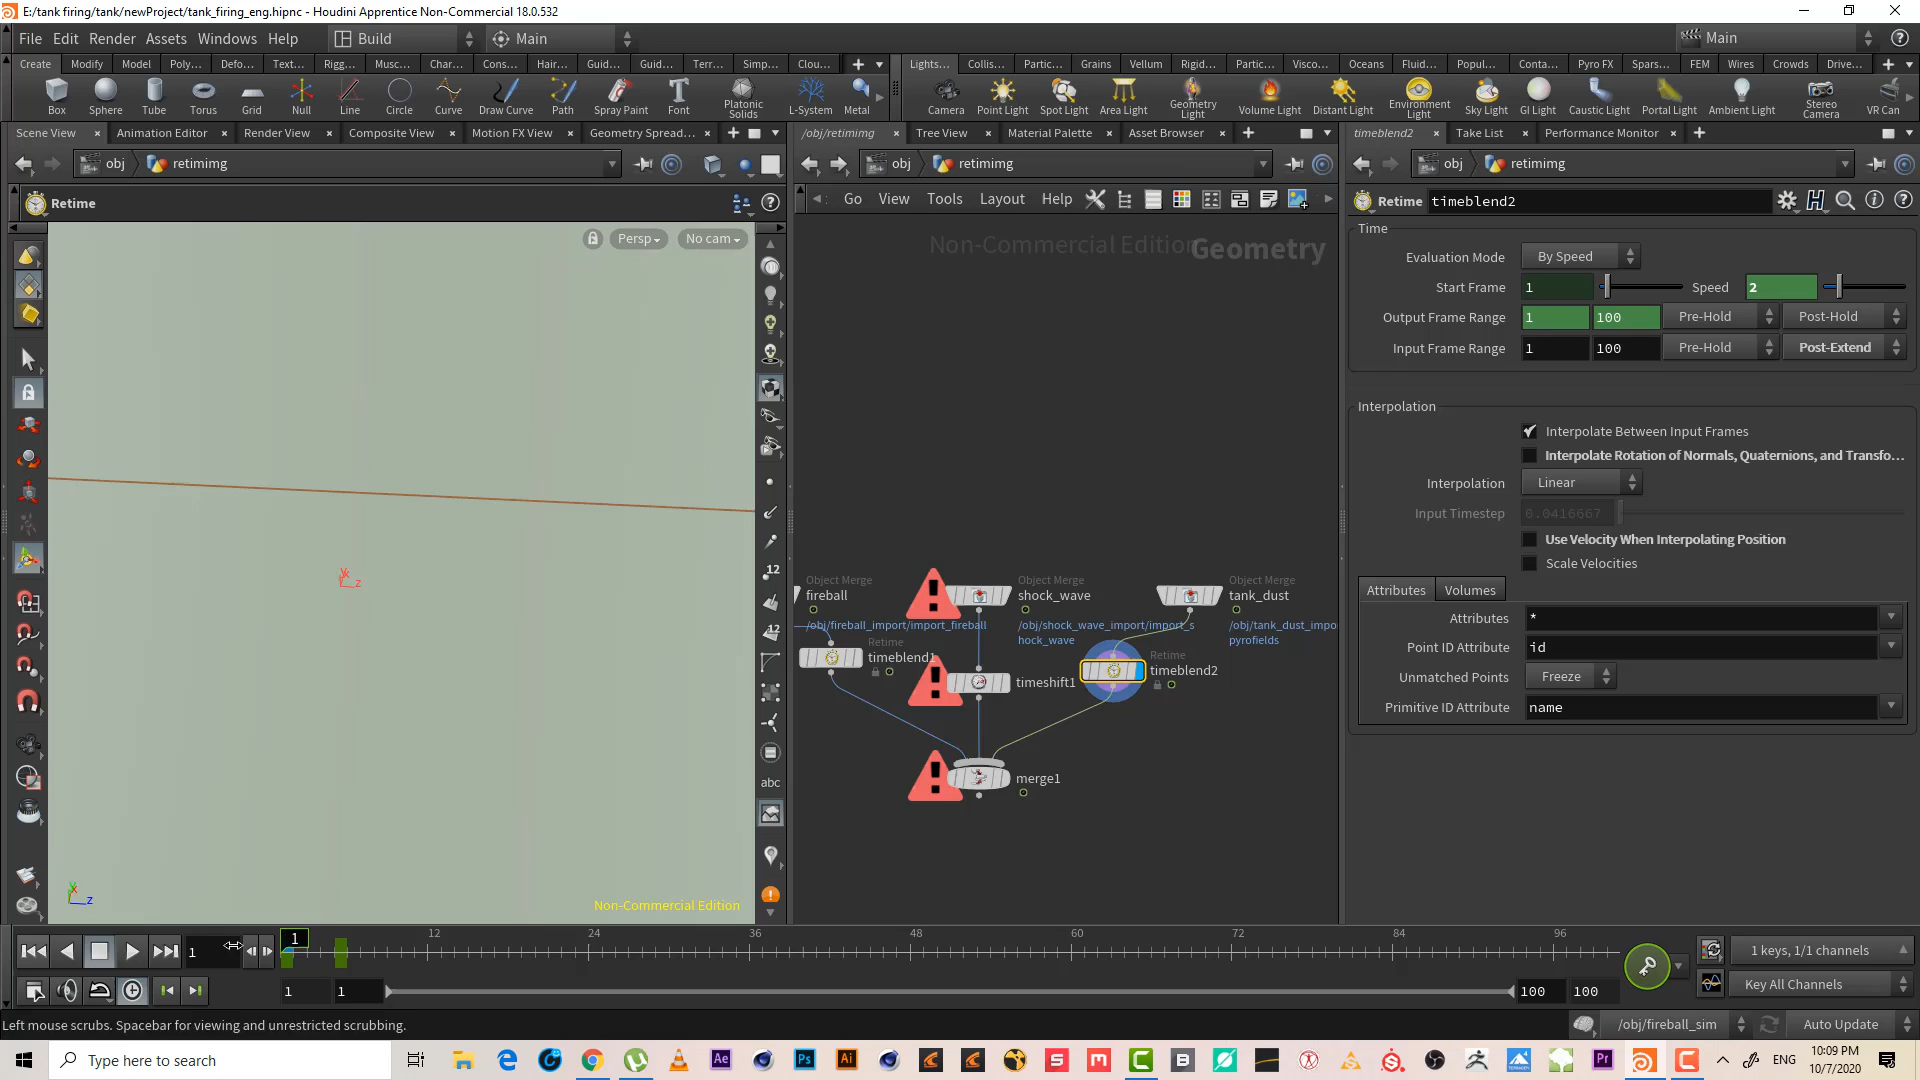 E:/tank firing/tank/newProject/tank_firing_eng.hipnc - Houdini Apprentice Non-Commercial 18.0.532
File Edit Render Assets Windows Help Build Main Main
Create Modify Model Poly... Defo... Text... Rigg... Musc... Char... Cons... Hair... Guid... Guid... Terr... Simp... Clou... Lights... Collis... Partic... Grains Vellum Rigid... Partic... Visco... Oceans Fluid... Popul... Conta... Pyro FX Spars... FEM Wires Crowds Drive...
Box Sphere Tube Torus Grid Null Line Circle Curve Draw Curve Path Spray Paint Font Platonic Solids L-System Metal Camera Point Light Spot Light Area Light Geometry Light Volume Light Distant Light Environment Light Sky Light GI Light Caustic Light Portal Light Ambient Light Stereo Camera VR Can
Scene View Animation Editor Render View Composite View Motion FX View Geometry Spread... /obj/retimimg Tree View Material Palette Asset Browser timeblend2 Take List Performance Monitor
obj retimimg obj retimimg obj retimimg
Retime Go View Tools Layout Help Retime timeblend2
Persp No cam
Non-Commercial Edition Geometry
Time
Evaluation Mode By Speed
Start Frame 1 Speed 2
Output Frame Range 1 100 Pre-Hold Post-Hold
Input Frame Range 1 100 Pre-Hold Post-Extend
Interpolation
Interpolate Between Input Frames
Interpolate Rotation of Normals, Quaternions, and Transfo...
Interpolation Linear
Input Timestep 0.0416667
Use Velocity When Interpolating Position
Scale Velocities
Attributes Volumes
Attributes *
Point ID Attribute id
Unmatched Points Freeze
Primitive ID Attribute name
Object Merge
fireball
/obj/fireball_import/import_fireball
Retime
timeblend1
Object Merge
shock_wave
/obj/shock_wave_import/import_s
hock_wave
timeshift1
Object Merge
tank_dust
/obj/tank_dust_impo
pyrofields
Retime
timeblend2
merge1
12
12
abc
y
x
z
y
x
z
Non-Commercial Edition
1 1 12 24 36 48 60 72 84 96 1 keys, 1/1 channels
1 1 100 100 Key All Channels
Left mouse scrubs. Spacebar for viewing and unrestricted scrubbing. /obj/fireball_sim Auto Update
Type here to search Ae Ps Ai S M B Pr ENG 10:09 PM
10/7/2020